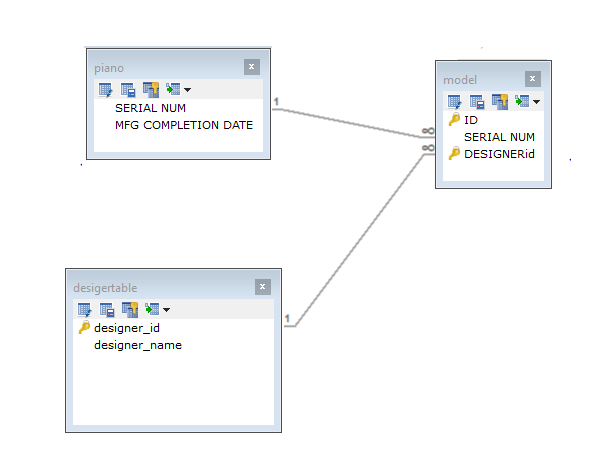 piano
SERIAL NUM
MFG COMPLETION DATE
1
model
ID
SERIAL NUM
DESIGNERid
∞
∞
desigertable
designer_id
designer_name
1